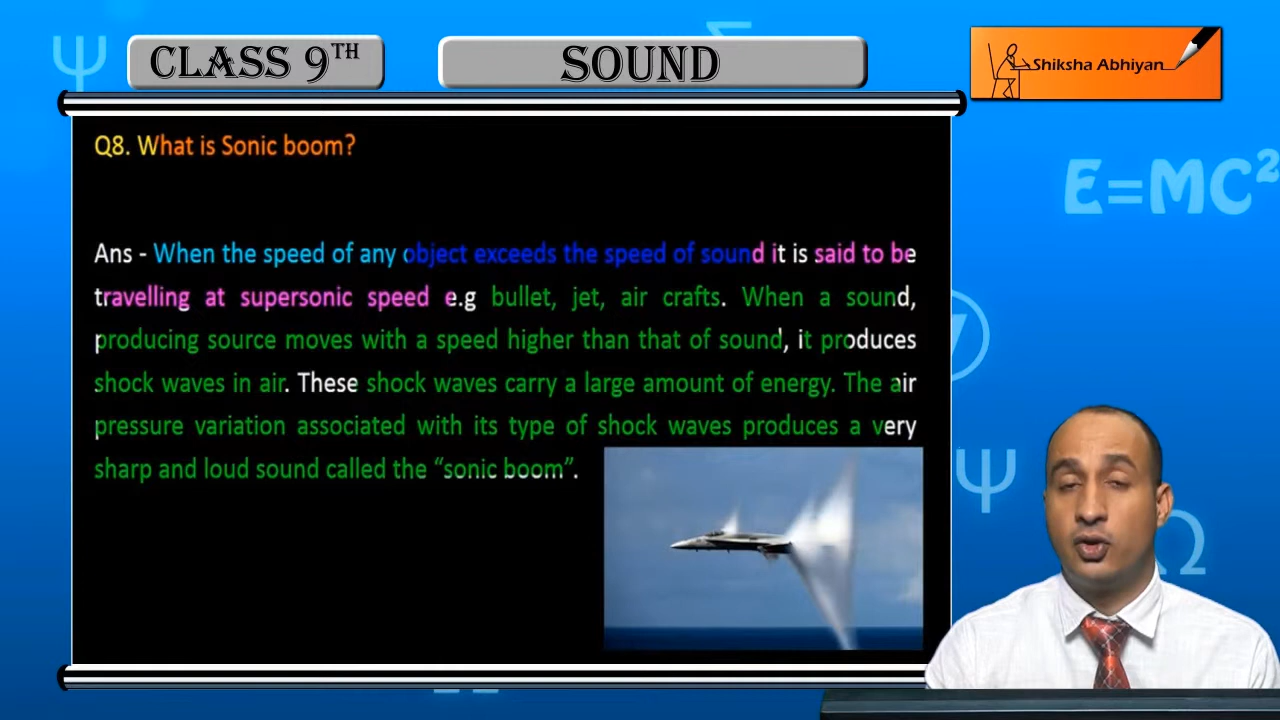 CLASS 9TH
SOUND
Shiksha Abhiyan
Q8. What is Sonic boom?
Ans - When the speed of any object exceeds the speed of sound it is said to be
travelling at supersonic speed e.g bullet, jet, air crafts. When a sound,
producing source moves with a speed higher than that of sound, it produces
shock waves in air. These shock waves carry a large amount of energy. The air
pressure variation associated with its type of shock waves produces a very
sharp and loud sound called the “sonic boom”.
E=MC²
Ψ
Ψ
Ω
Σ